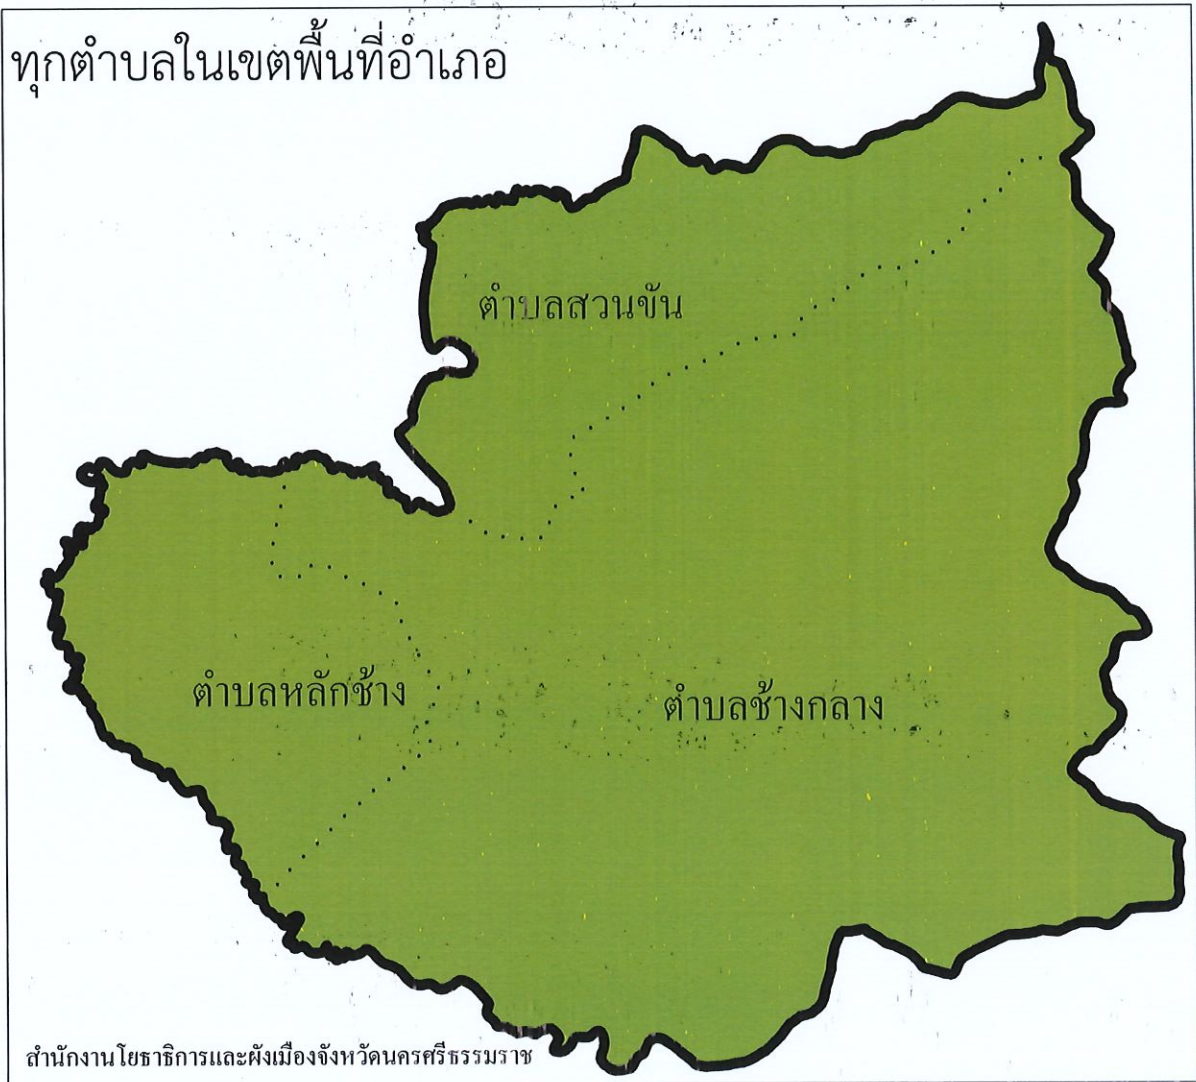 ทุกตำบลในเขตพื้นที่อำเภอ
ตำบลสวนขัน
ตำบลหลักช้าง
ตำบลช้างกลาง
สำนักงานโยธาธิการและผังเมืองจังหวัดนครศรีธรรมราช